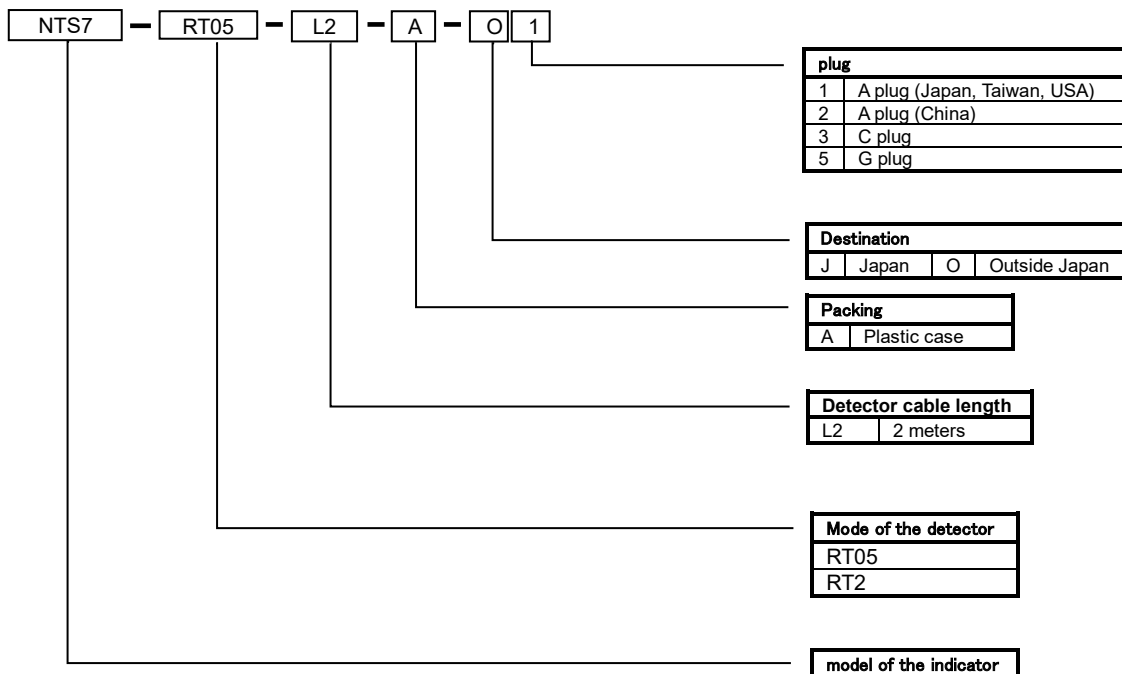 NTS7 - RT05 - L2 - A - O 1
plug
1 A plug (Japan, Taiwan, USA)
2 A plug (China)
3 C plug
5 G plug
Destination
J Japan O Outside Japan
Packing
A Plastic case
Detector cable length
L2 2 meters
Mode of the detector
RT05
RT2
model of the indicator